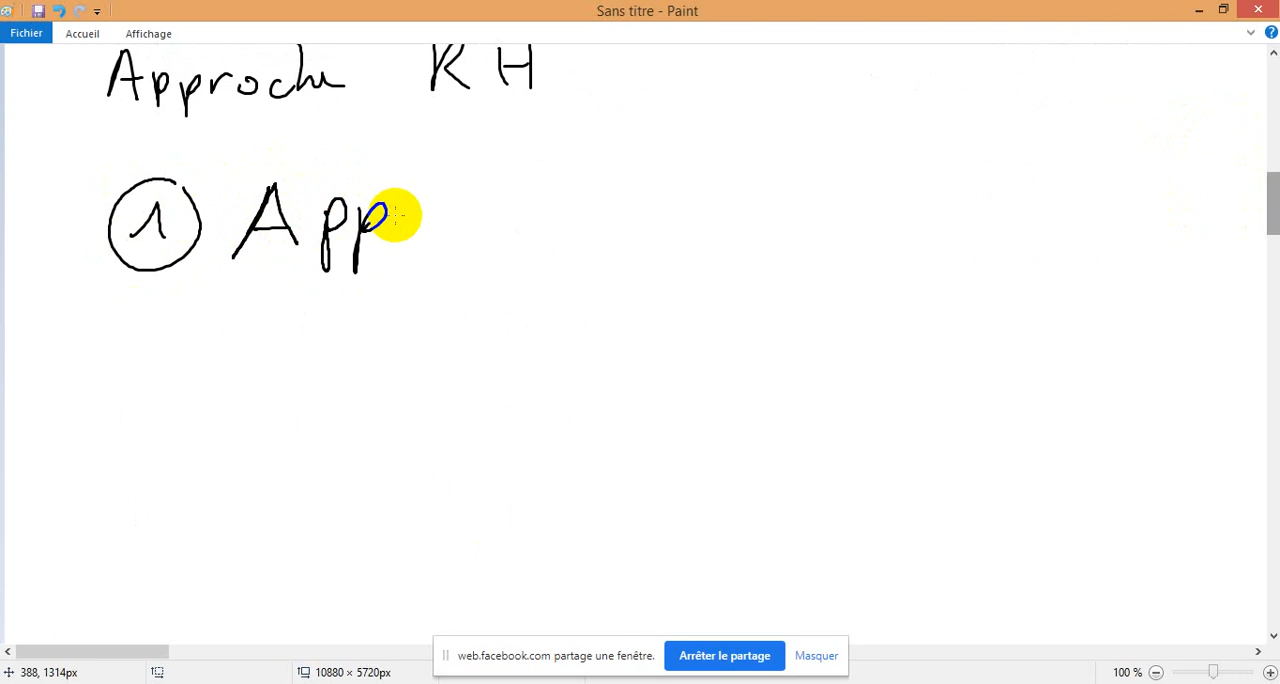 Sans titre - Paint
Fichier Accueil Affichage
Approche RH
1 App
web.facebook.com partage une fenêtre. Arrêter le partage Masquer
388, 1314px 10880 × 5720px 100 %